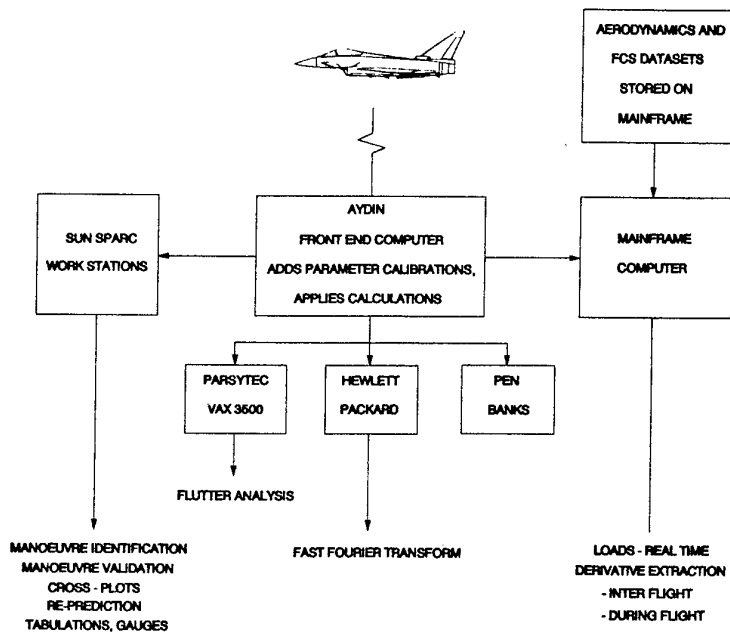 AERODYNAMICS AND
FCS DATASETS
STORED ON
MAINFRAME
SUN SPARC
WORK STATIONS
AYDIN
FRONT END COMPUTER
ADDS PARAMETER CALIBRATIONS,
APPLIES CALCULATIONS
MAINFRAME
COMPUTER
PARSYTEC
VAX 3500
HEWLETT
PACKARD
PEN
BANKS
FLUTTER ANALYSIS
MANOEUVRE IDENTIFICATION
MANOEUVRE VALIDATION
CROSS - PLOTS
RE-PREDICTION
TABULATIONS, GAUGES
FAST FOURIER TRANSFORM
LOADS - REAL TIME
DERIVATIVE EXTRACTION
- INTER FLIGHT
- DURING FLIGHT